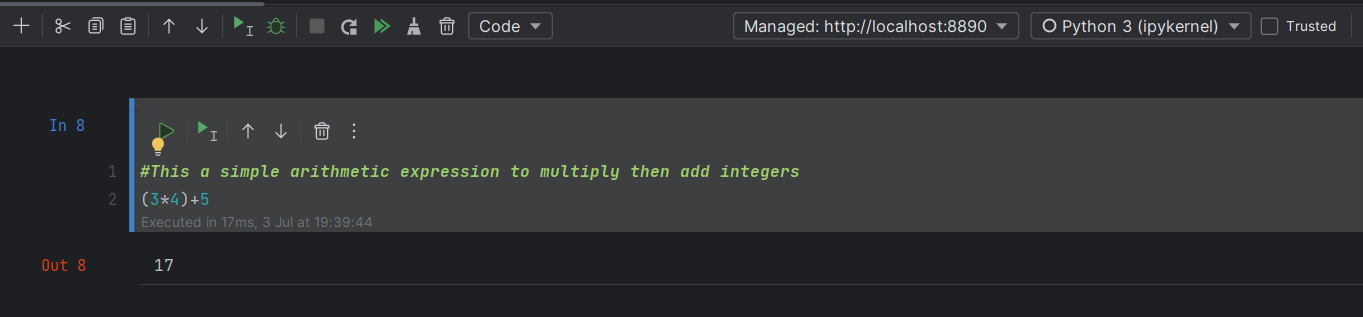 Code Managed: http://localhost:8890 Python 3 (ipykernel) Trusted
In 8
1 #This a simple arithmetic expression to multiply then add integers
2 (3*4)+5
Executed in 17ms, 3 Jul at 19:39:44
Out 8 17